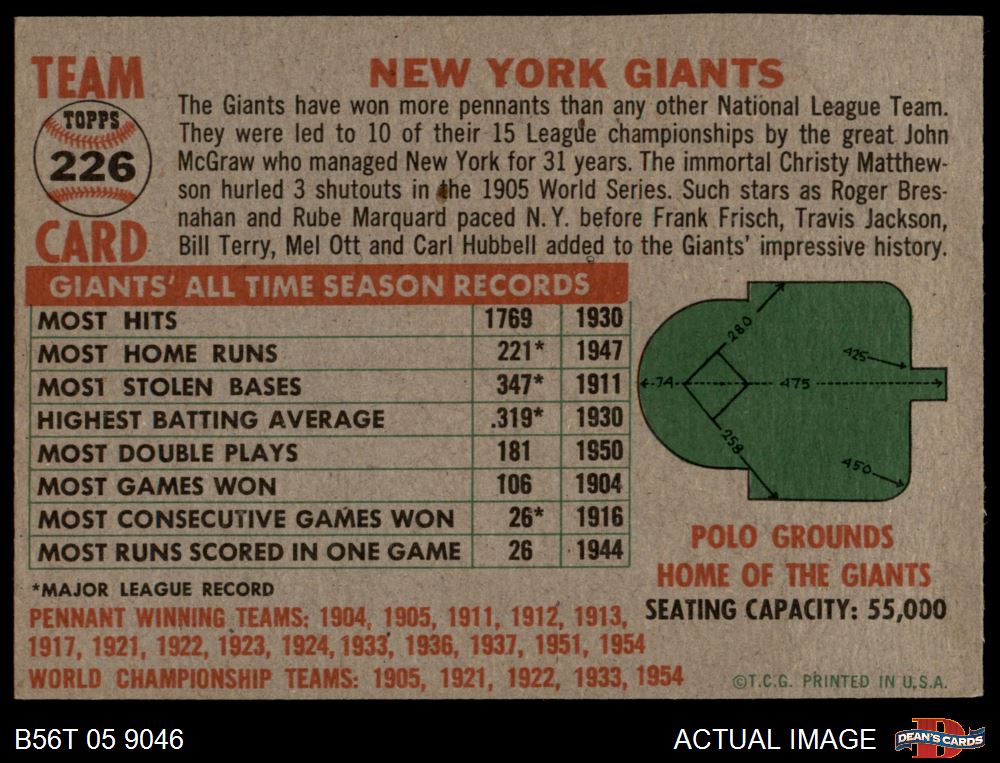 TEAM
TOPPS
226
CARD
NEW YORK GIANTS
The Giants have won more pennants than any other National League Team.
They were led to 10 of their 15 League championships by the great John
McGraw who managed New York for 31 years. The immortal Christy Matthew-
son hurled 3 shutouts in the 1905 World Series. Such stars as Roger Bres-
nahan and Rube Marquard paced N.Y. before Frank Frisch, Travis Jackson,
Bill Terry, Mel Ott and Carl Hubbell added to the Giants' impressive history.
GIANTS' ALL TIME SEASON RECORDS
MOST HITS 1769 1930
MOST HOME RUNS 221* 1947
MOST STOLEN BASES 347* 1911
HIGHEST BATTING AVERAGE .319* 1930
MOST DOUBLE PLAYS 181 1950
MOST GAMES WON 106 1904
MOST CONSECUTIVE GAMES WON 26* 1916
MOST RUNS SCORED IN ONE GAME 26 1944
*MAJOR LEAGUE RECORD
PENNANT WINNING TEAMS: 1904, 1905, 1911, 1912, 1913,
1917, 1921, 1922, 1923, 1924, 1933, 1936, 1937, 1951, 1954
WORLD CHAMPIONSHIP TEAMS: 1905, 1921, 1922, 1933, 1954
280
425
74
475
258
450
POLO GROUNDS
HOME OF THE GIANTS
SEATING CAPACITY: 55,000
©T.C.G. PRINTED IN U.S.A.
B56T 05 9046
ACTUAL IMAGE
DEAN'S CARDS